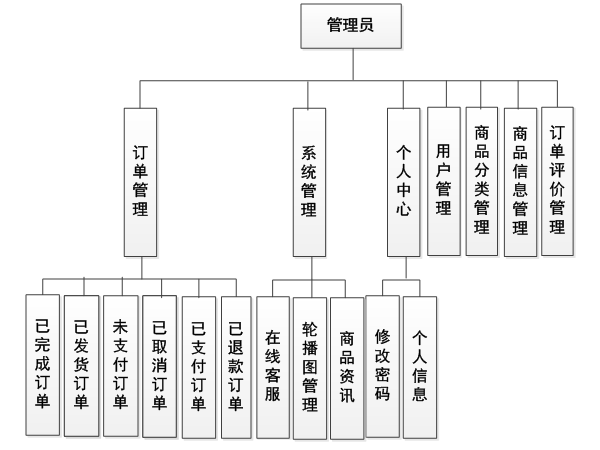 管理员
订单管理
系统管理
个人中心
用户管理
商品分类管理
商品信息管理
订单评价管理
已完成订单
已发货订单
未支付订单
已取消订单
已支付订单
已退款订单
在线客服
轮播图管理
商品资讯
修改密码
个人信息